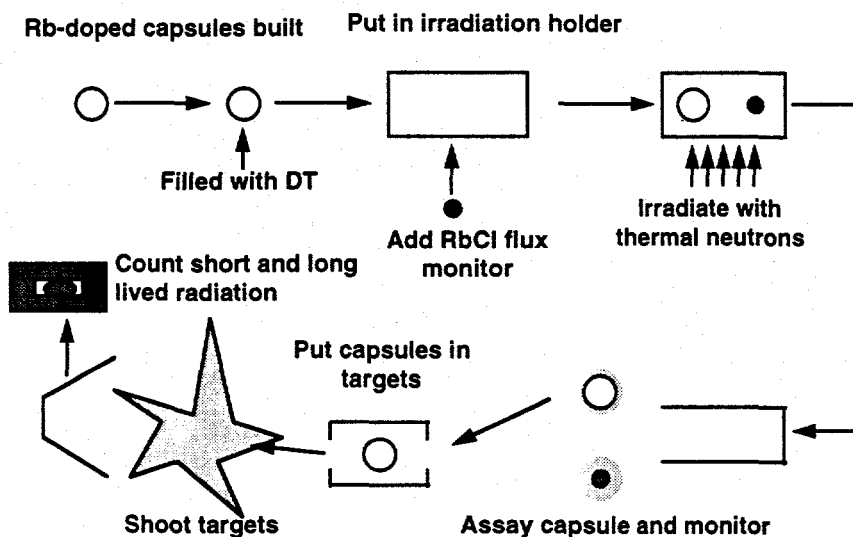 Rb-doped capsules built
Put in irradiation holder
Filled with DT
Add RbCl flux
monitor
Irradiate with
thermal neutrons
Count short and long
lived radiation
Put capsules in
targets
Shoot targets
Assay capsule and monitor